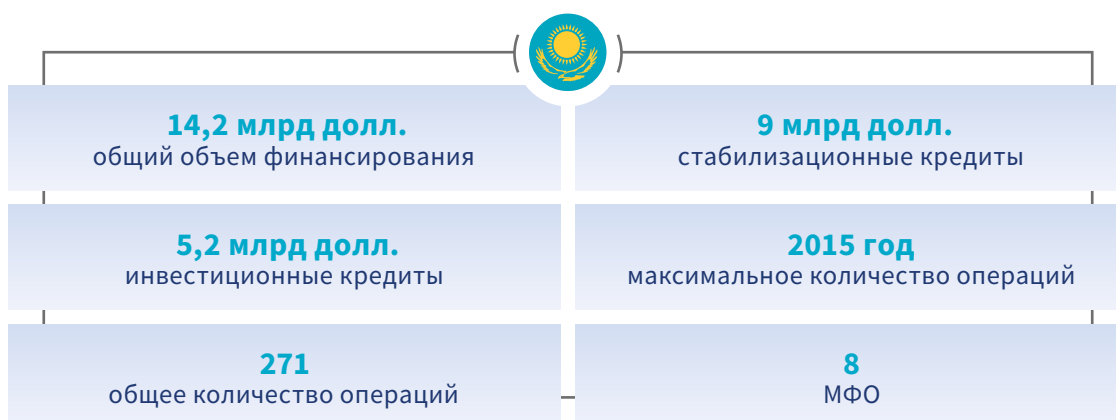 14,2 млрд долл.
общий объем финансирования
9 млрд долл.
стабилизационные кредиты
5,2 млрд долл.
инвестиционные кредиты
2015 год
максимальное количество операций
271
общее количество операций
8
МФО